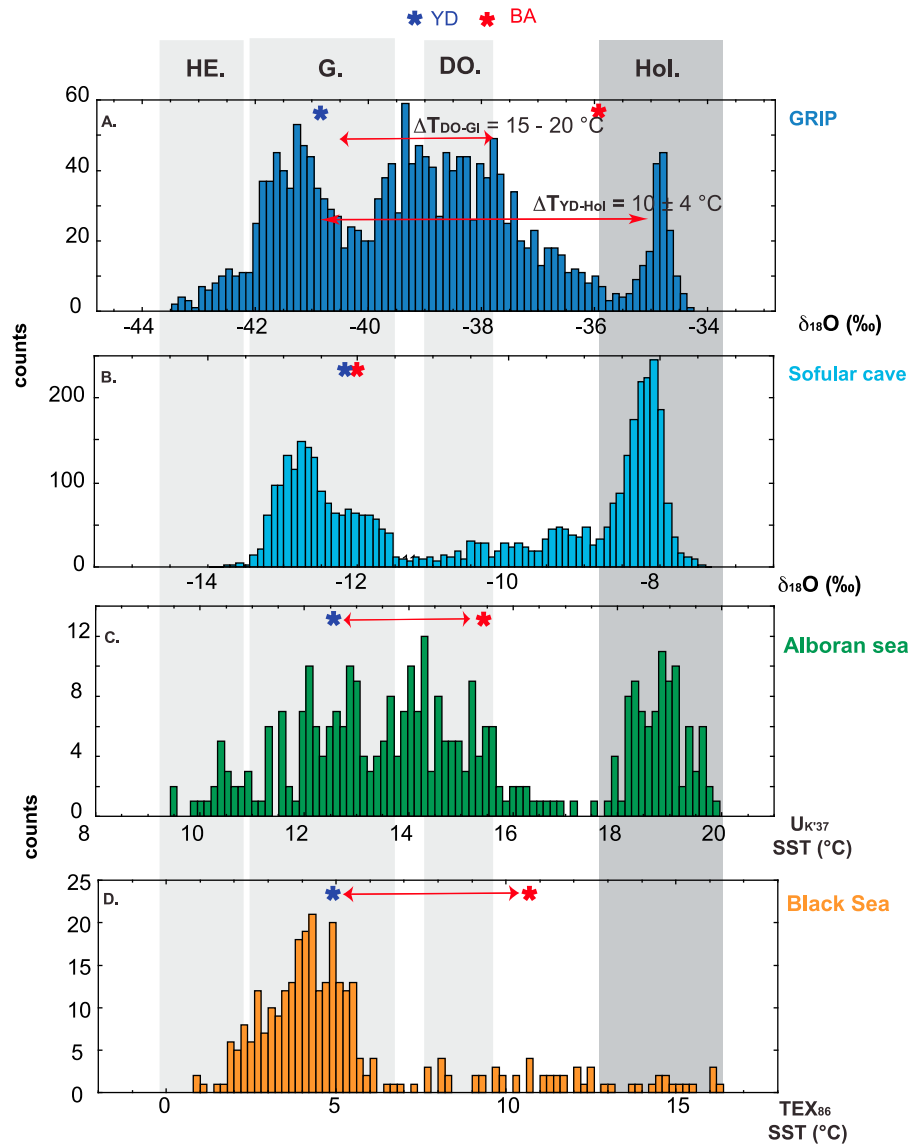 * YD * BA
HE. G. DO. Hol.
60
A.
GRIP
ΔTDO-GI = 15 - 20 °C
40
ΔTYD-Hol = 10 ± 4 °C
20
0
-44 -42 -40 -38 -36 -34
δ18O (‰)
counts
B.
Sofular cave
200
100
0
-14 -12 -10 -8
δ18O (‰)
12
C.
Alboran sea
8
4
0
8 10 12 14 16 18 20
UK'37
SST (°C)
counts
25
D.
Black Sea
20
15
10
5
0
0 5 10 15
TEX86
SST (°C)